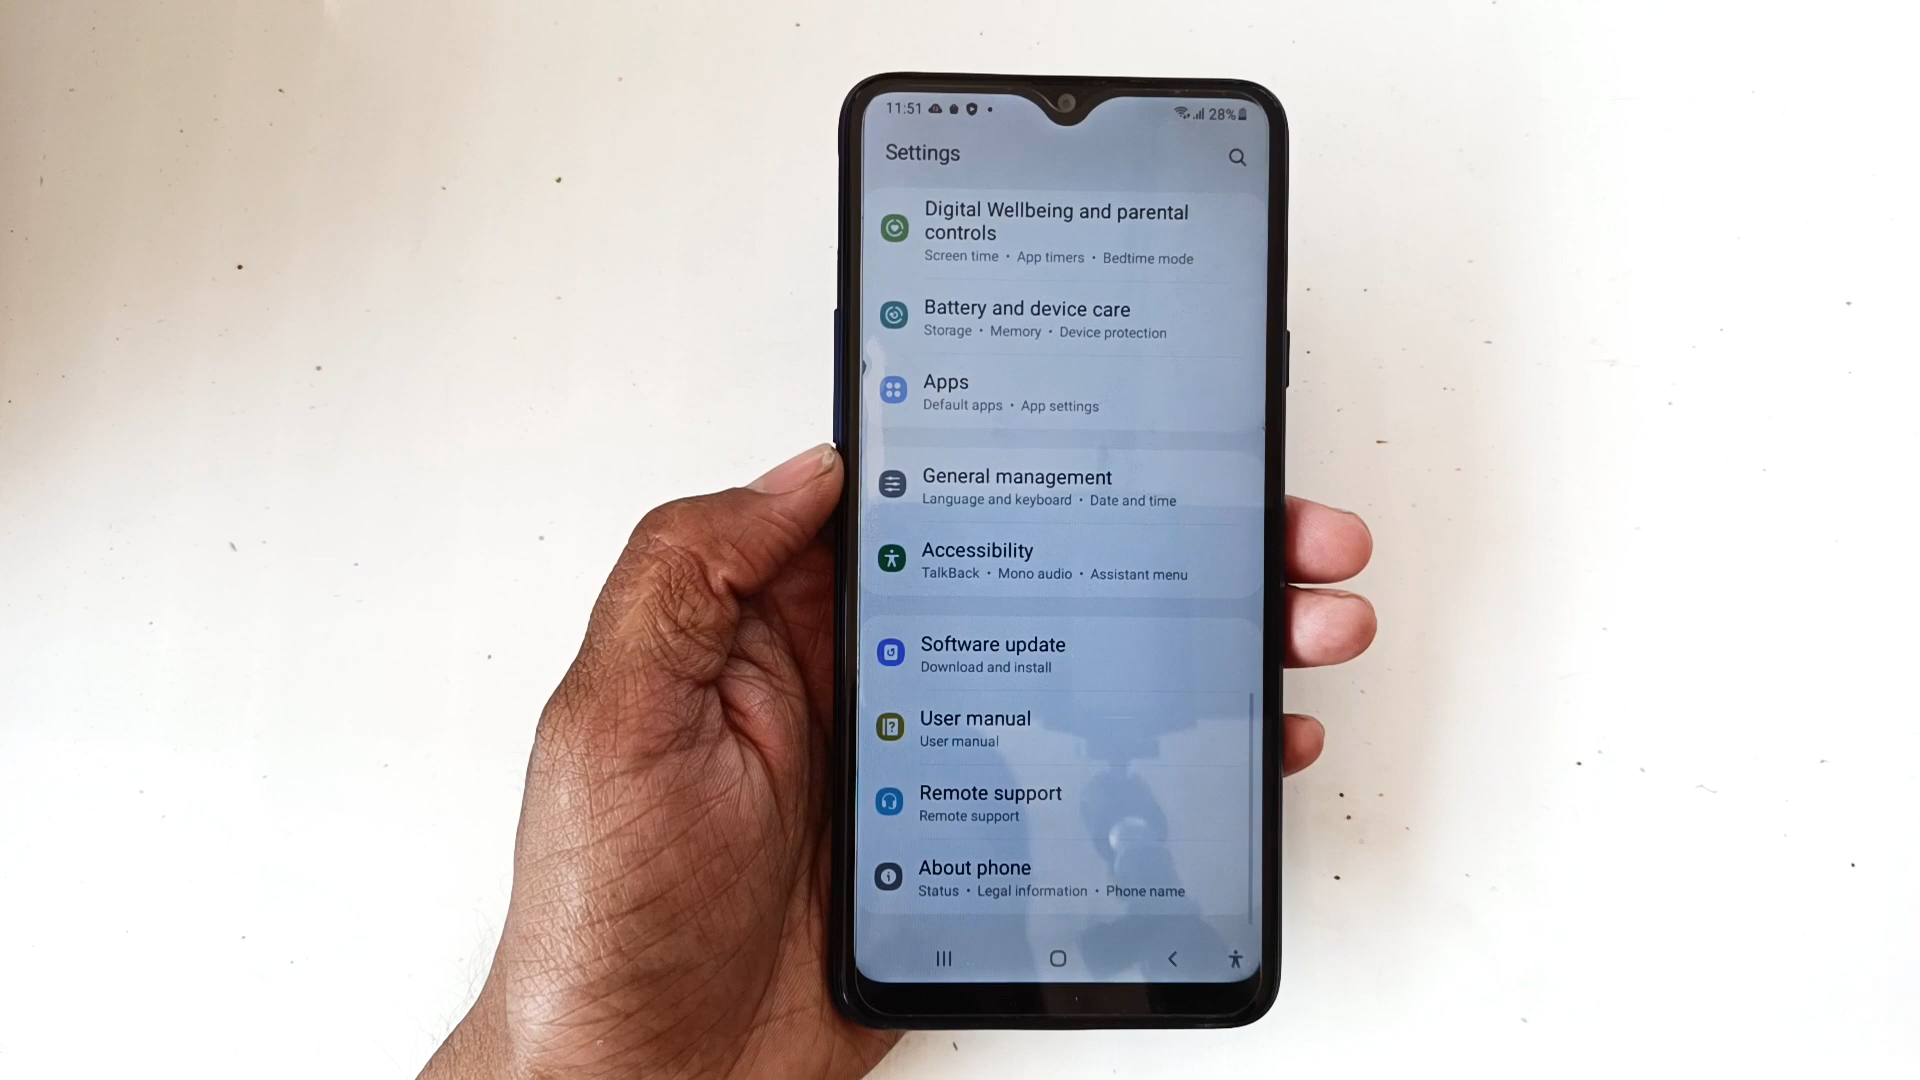 11:51 28%
Settings
Digital Wellbeing and parental
controls
Screen time • App timers • Bedtime mode
Battery and device care
Storage • Memory • Device protection
Apps
Default apps • App settings
General management
Language and keyboard • Date and time
Accessibility
TalkBack • Mono audio • Assistant menu
Software update
Download and install
User manual
User manual
Remote support
Remote support
About phone
Status • Legal information • Phone name